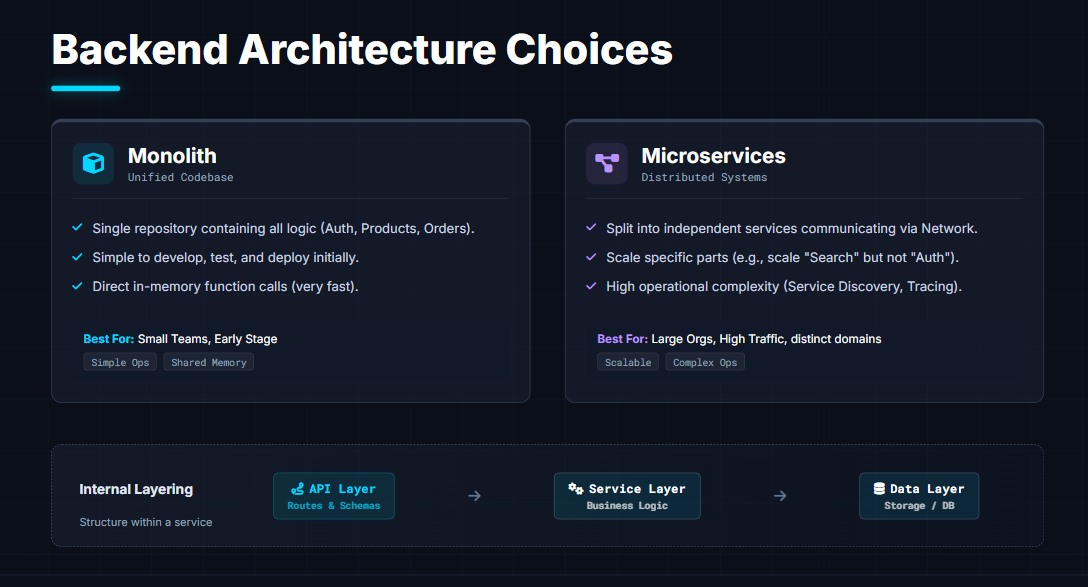 Backend Architecture Choices
Monolith
Unified Codebase
Single repository containing all logic (Auth, Products, Orders).
Simple to develop, test, and deploy initially.
Direct in-memory function calls (very fast).
Best For: Small Teams, Early Stage
Simple Ops
Shared Memory
Microservices
Distributed Systems
Split into independent services communicating via Network.
Scale specific parts (e.g., scale "Search" but not "Auth").
High operational complexity (Service Discovery, Tracing).
Best For: Large Orgs, High Traffic, distinct domains
Scalable
Complex Ops
Internal Layering
Structure within a service
API Layer
Routes & Schemas
Service Layer
Business Logic
Data Layer
Storage / DB